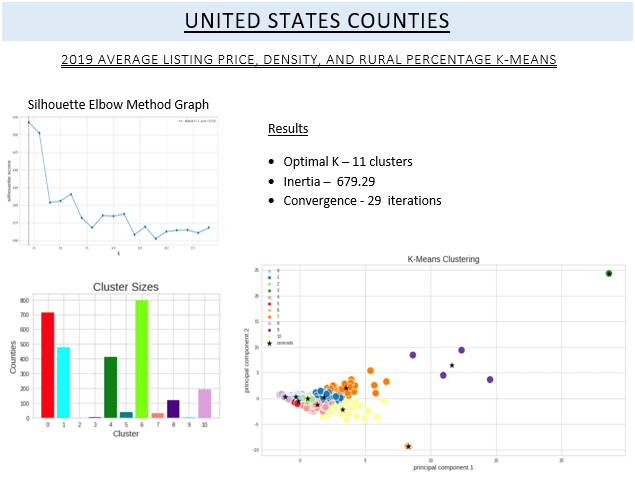 UNITED STATES COUNTIES
2019 AVERAGE LISTING PRICE, DENSITY, AND RURAL PERCENTAGE K-MEANS
Silhouette Elbow Method Graph
silhouette score
k
Results
• Optimal K – 11 clusters
• Inertia – 679.29
• Convergence - 29 iterations
Cluster Sizes
Counties
800
700
600
500
400
300
200
100
0
0 1 2 3 4 5 6 7 8 9 10
Cluster
K-Means Clustering
principal component 2
25
20
15
10
5
0
-5
-10
0
1
2
3
4
5
6
7
8
9
10
centroids
0 5 10 15 20
principal component 1